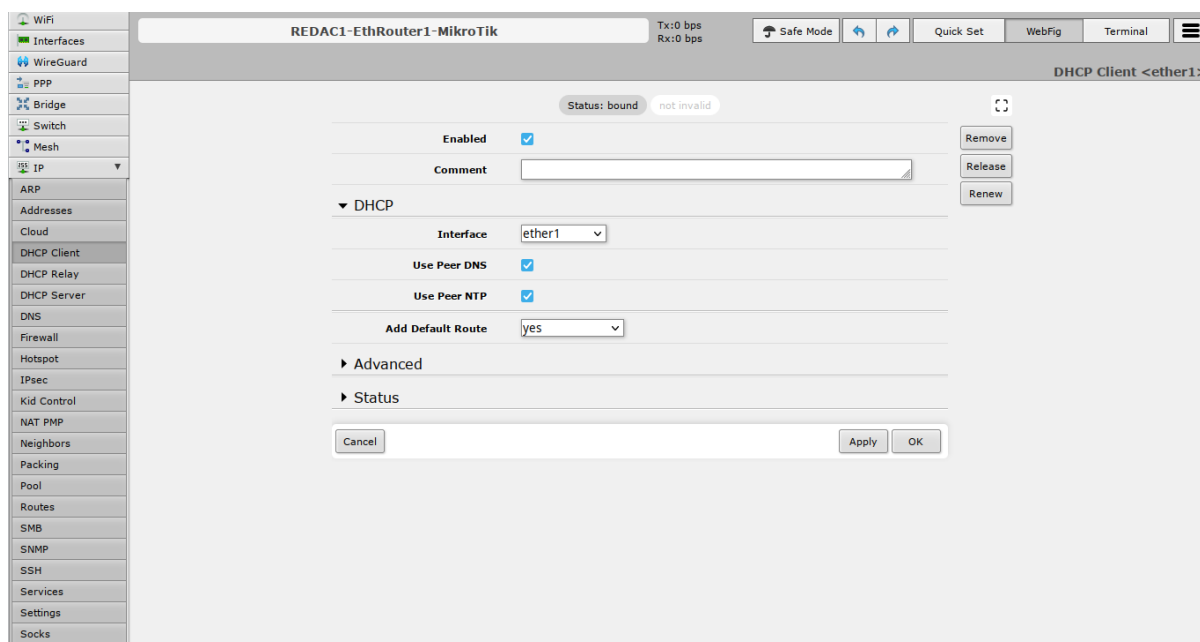 WiFi
Interfaces
WireGuard
PPP
Bridge
Switch
Mesh
IP
ARP
Addresses
Cloud
DHCP Client
DHCP Relay
DHCP Server
DNS
Firewall
Hotspot
IPsec
Kid Control
NAT PMP
Neighbors
Packing
Pool
Routes
SMB
SNMP
SSH
Services
Settings
Socks
REDAC1-EthRouter1-MikroTik
Tx:0 bps
Rx:0 bps
Safe Mode
Quick Set
WebFig
Terminal
DHCP Client <ether1>
Status: bound
not invalid
Enabled
Comment
DHCP
Interface ether1
Use Peer DNS
Use Peer NTP
Add Default Route yes
Advanced
Status
Cancel
Apply
OK
Remove
Release
Renew